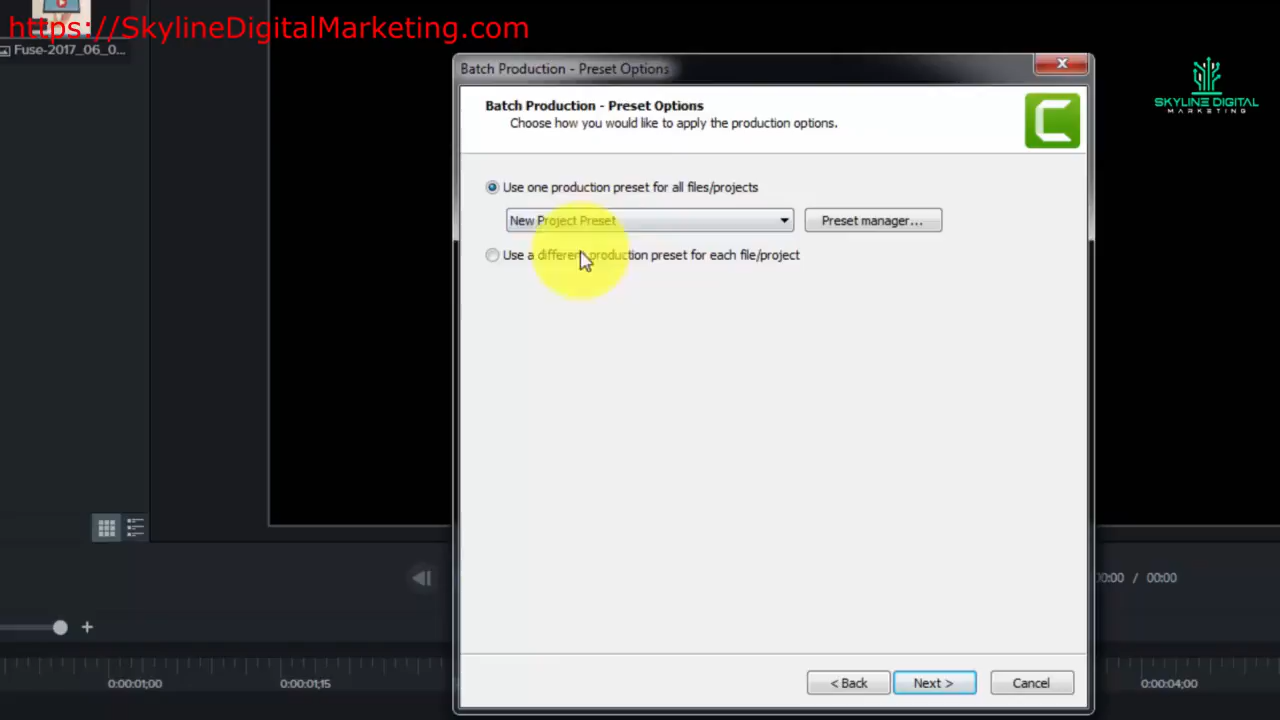 https://SkylineDigitalMarketing.com
Fuse-2017_06_0...
Batch Production - Preset Options
SKYLINE DIGITAL
MARKETING
Batch Production - Preset Options
Choose how you would like to apply the production options.
Use one production preset for all files/projects
New Project Preset
Preset manager...
Use a different production preset for each file/project
00:00 / 00:00
0:00:01;00
0:00:01;15
0:00:04;00
< Back
Next >
Cancel